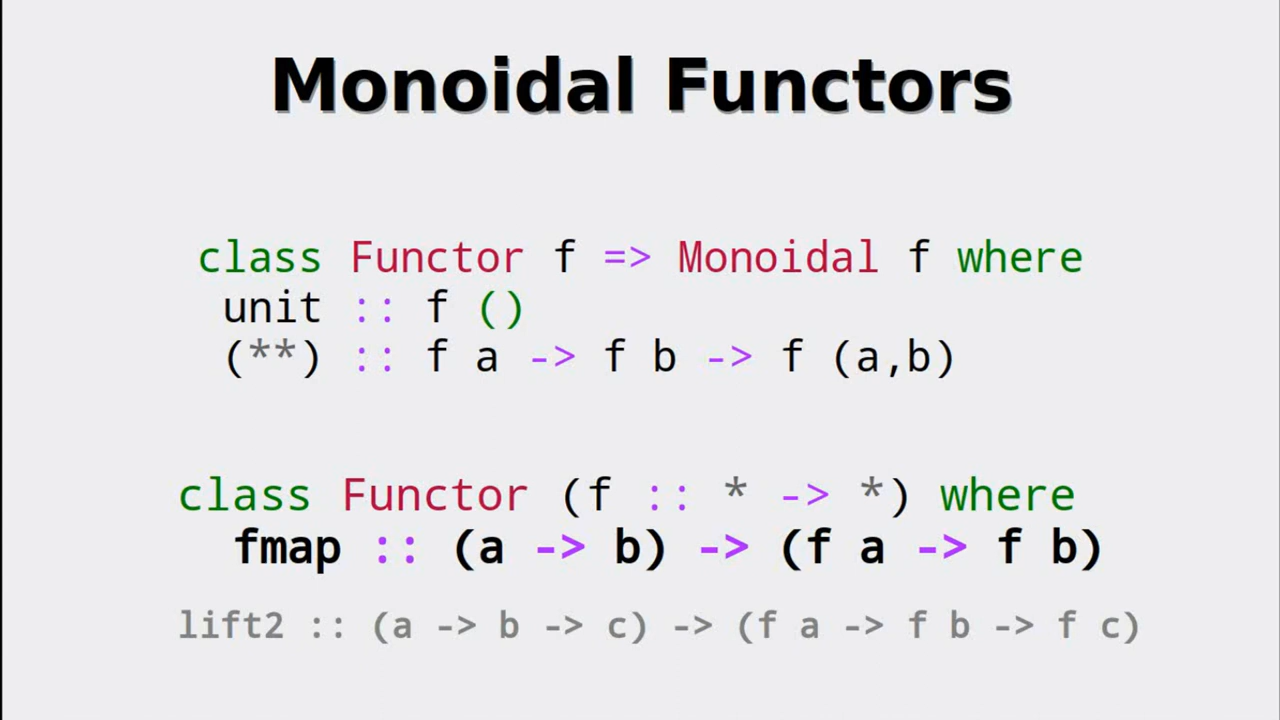 Monoidal Functors
class Functor f => Monoidal f where
unit :: f ()
(**) :: f a -> f b -> f (a,b)
class Functor (f :: * -> *) where
fmap :: (a -> b) -> (f a -> f b)
lift2 :: (a -> b -> c) -> (f a -> f b -> f c)